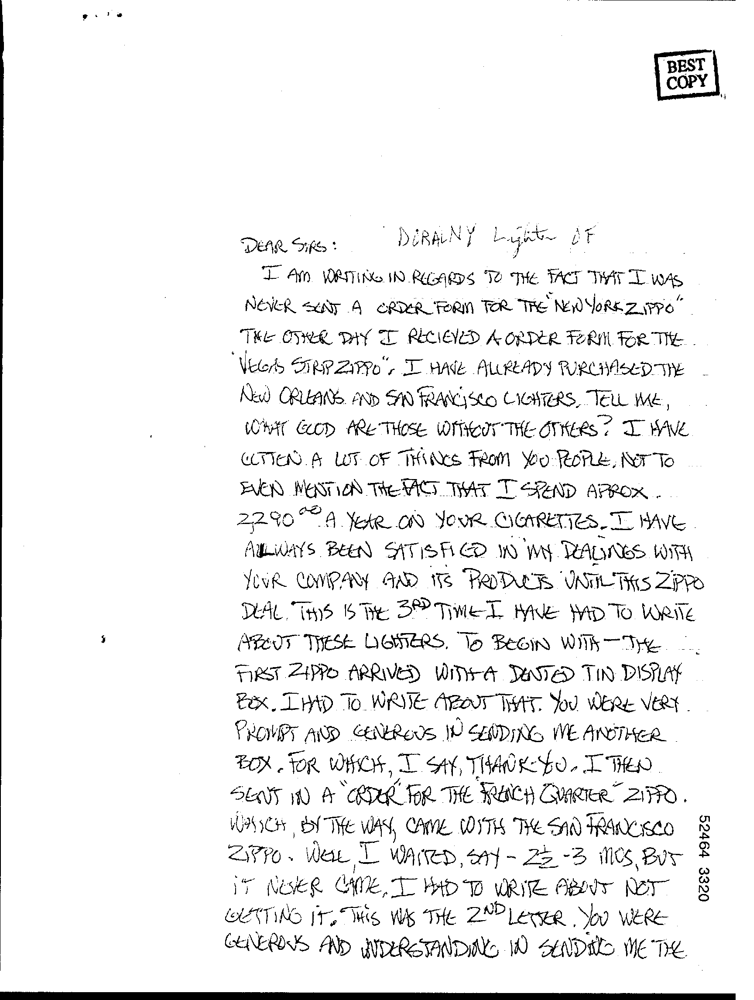 BEST
COPY
DEAR SIRS:
I AM WRITING IN REGARDS TO THE FACT THAT I WAS
NEVER SENT A ORDER FORM FOR THE "NEW YORK ZIPPO"
THE OTHER DAY I RECIEVED A ORDER FORM FOR THE
"VEGAS STRIP ZIPPO". I HAVE ALLREADY PURCHASED THE
NEW ORLEANS AND SAN FRANCISCO LIGHTERS, TELL ME,
WHAT GOOD ARE THOSE WITHOUT THE OTHERS? I HAVE
GOTTEN A LOT OF THINGS FROM YOU PEOPLE, NOT TO
EVEN MENTION THE FACT THAT I SPEND APROX.
2,290.00 A YEAR ON YOUR CIGARETTES. I HAVE
ALLWAYS BEEN SATISFIED IN MY DEALINGS WITH
YOUR COMPANY AND ITS PRODUCTS UNTIL THIS ZIPPO
DEAL. THIS IS THE 3RD TIME I HAVE HAD TO WRITE
ABOUT THESE LIGHTERS. TO BEGIN WITH - THE
FIRST ZIPPO ARRIVED WITH A DENTED TIN DISPLAY
BOX. I HAD TO WRITE ABOUT THAT. YOU WERE VERY
PROMPT AND GENEROUS IN SENDING ME ANOTHER
BOX. FOR WHICH, I SAY, THANK-YOU. I THEN
SENT IN A "ORDER" FOR THE "FRENCH QUARTER" ZIPPO.
WHICH, BY THE WAY, CAME WITH THE SAN FRANCISCO
ZIPPO. WELL, I WAITED, SAY - 2½ - 3 MOS, BUT
IT NEVER CAME, I HAD TO WRITE ABOUT NOT
GETTING IT. THIS WAS THE 2ND LETTER. YOU WERE
GENEROUS AND UNDERSTANDING IN SENDING ME THE
52464 3320